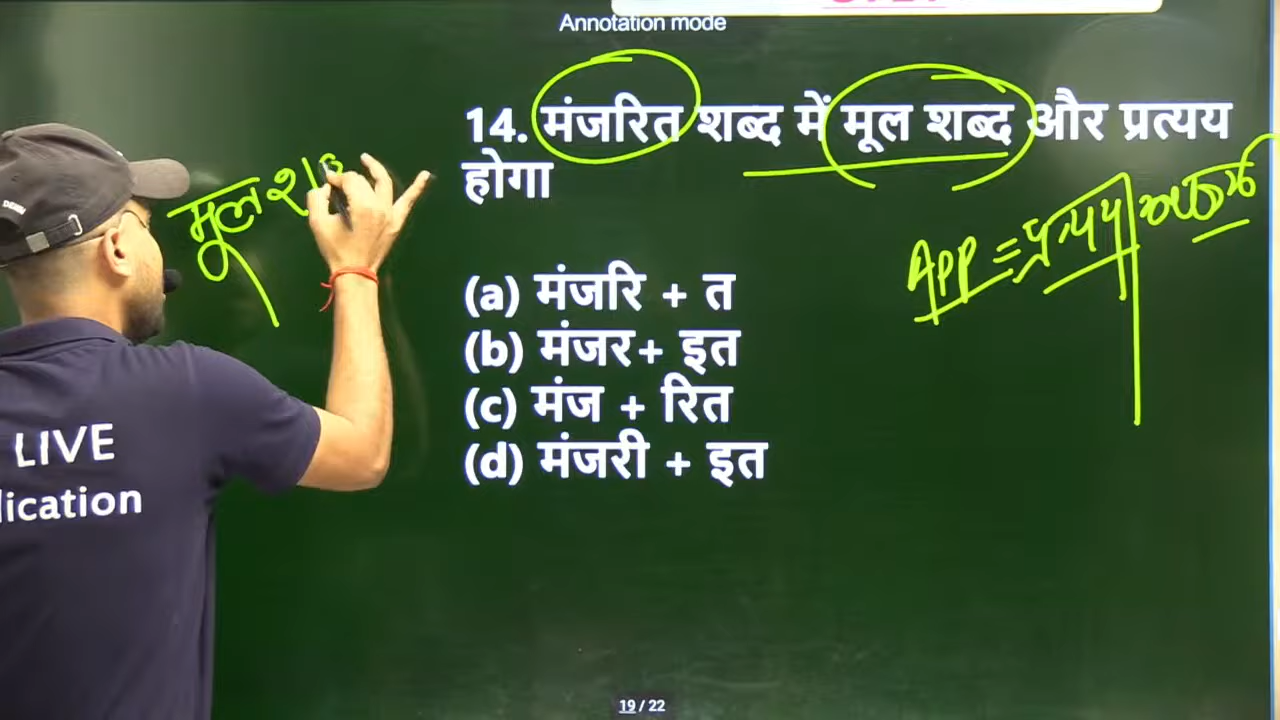 Annotation mode
14. मंजरित शब्द में मूल शब्द और प्रत्यय
होगा
(a) मंजरि + त
(b) मंजर+ इत
(c) मंज + रित
(d) मंजरी + इत
मूल श
App = प्रत्यय
LIVE
lication
19 / 22